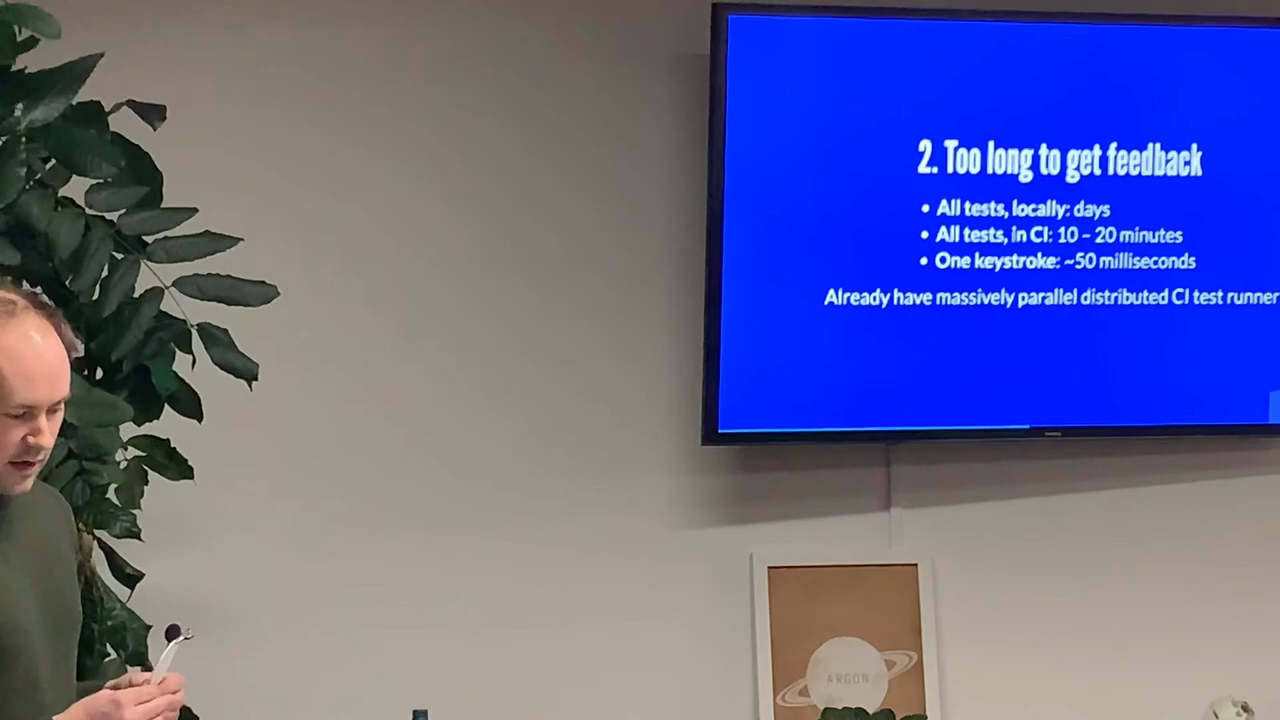 2. Too long to get feedback
• All tests, locally: days
• All tests, in CI: 10 – 20 minutes
• One keystroke: ~50 milliseconds
Already have massively parallel distributed CI test runner
ARGON